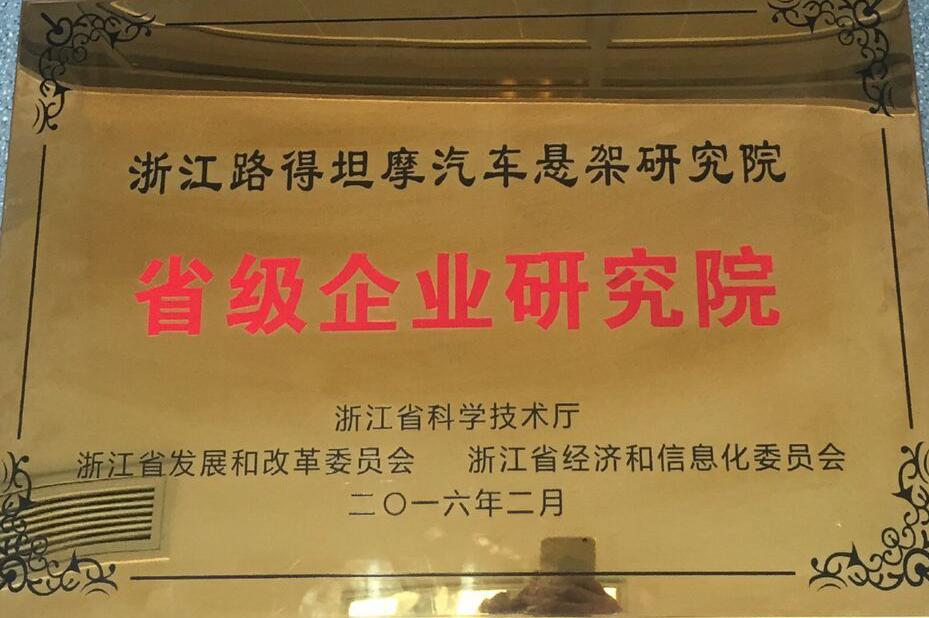 浙江路得坦摩汽车悬架研究院
省级企业研究院
浙江省科学技术厅
浙江省发展和改革委员会 浙江省经济和信息化委员会
二〇一六年二月